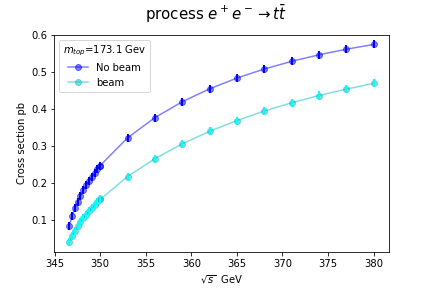 process e⁺e⁻→tt̄
m_top=173.1 Gev
No beam
beam
Cross section pb
0.6
0.5
0.4
0.3
0.2
0.1
345 350 355 360 365 370 375 380
√s GeV